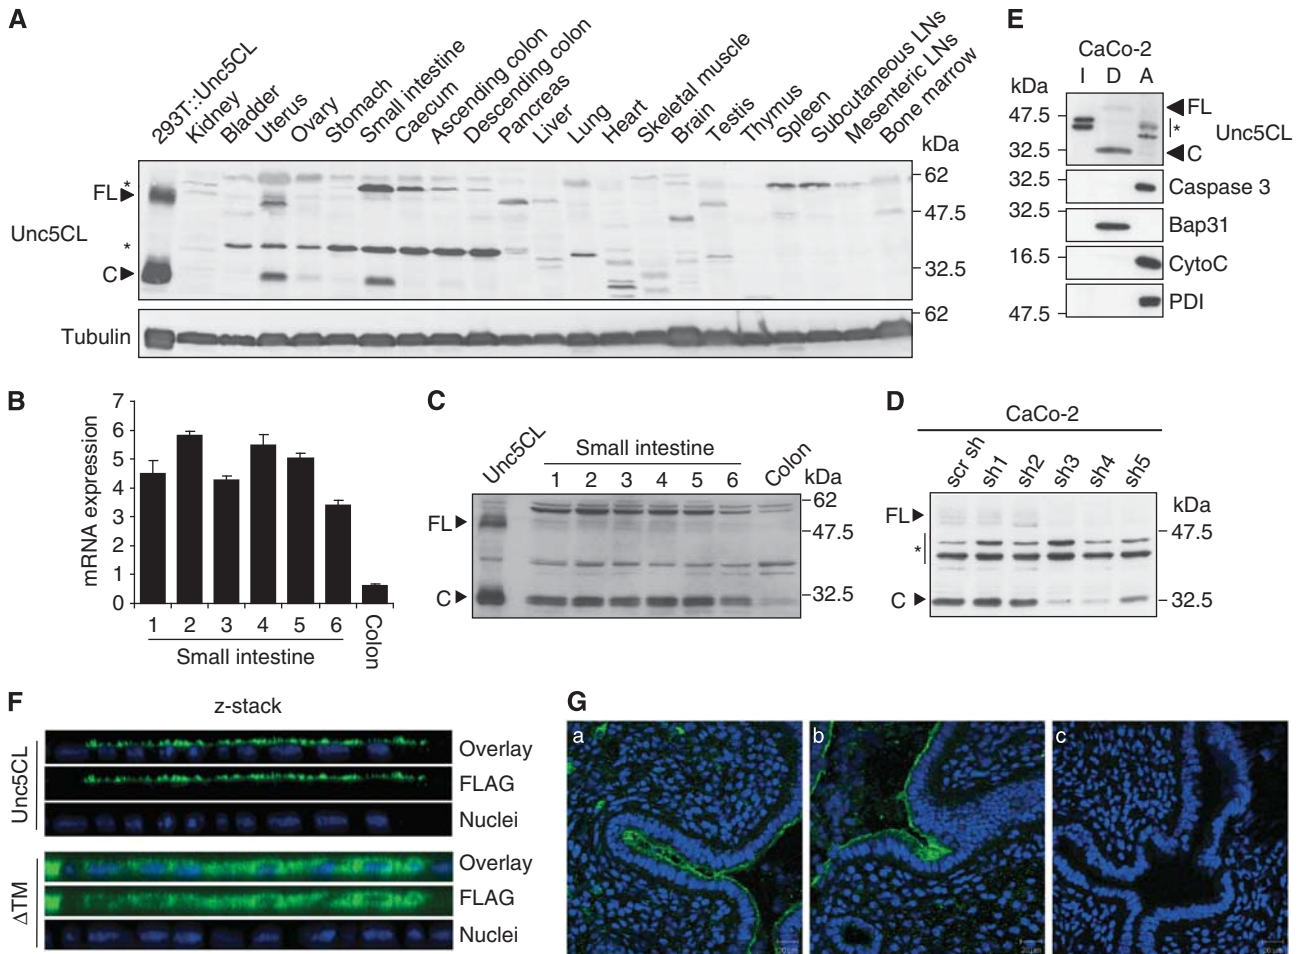 A
293T::Unc5CL
Kidney
Bladder
Uterus
Ovary
Stomach
Small intestine
Caecum
Ascending colon
Descending colon
Pancreas
Liver
Lung
Heart
Skeletal muscle
Brain
Testis
Thymus
Spleen
Subcutaneous LNs
Mesenteric LNs
Bone marrow
kDa
*
FL
Unc5CL
*
C
62
47.5
32.5
62
Tubulin
B
mRNA expression
7
6
5
4
3
2
1
0
1 2 3 4 5 6 Colon
Small intestine
C
Unc5CL
Small intestine
1 2 3 4 5 6 Colon
kDa
FL
C
62
47.5
32.5
D
CaCo-2
scr sh
sh1
sh2
sh3
sh4
sh5
kDa
FL
*
C
47.5
32.5
E
CaCo-2
kDa I D A
47.5 FL
* Unc5CL
32.5 C
32.5 Caspase 3
32.5 Bap31
16.5 CytoC
47.5 PDI
F
z-stack
Unc5CL
Overlay
FLAG
Nuclei
ΔTM
Overlay
FLAG
Nuclei
G
a b c